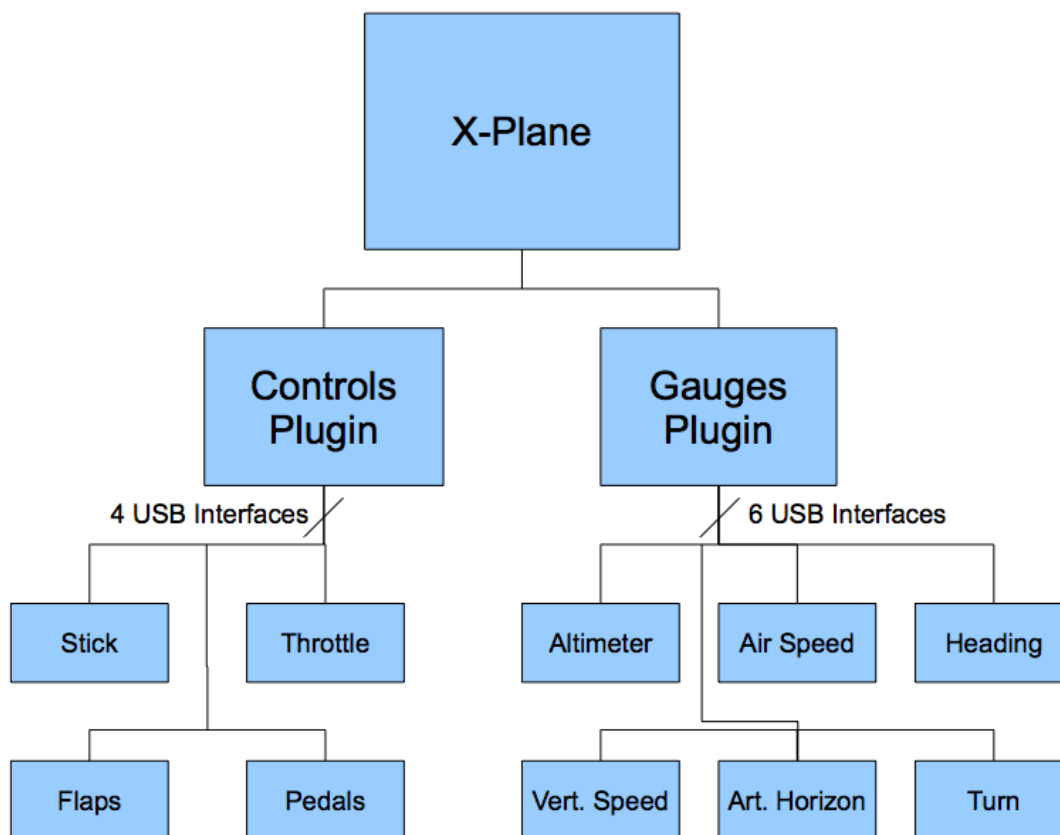 X-Plane
Controls
Plugin
Gauges
Plugin
4 USB Interfaces
6 USB Interfaces
Stick
Throttle
Altimeter
Air Speed
Heading
Flaps
Pedals
Vert. Speed
Art. Horizon
Turn